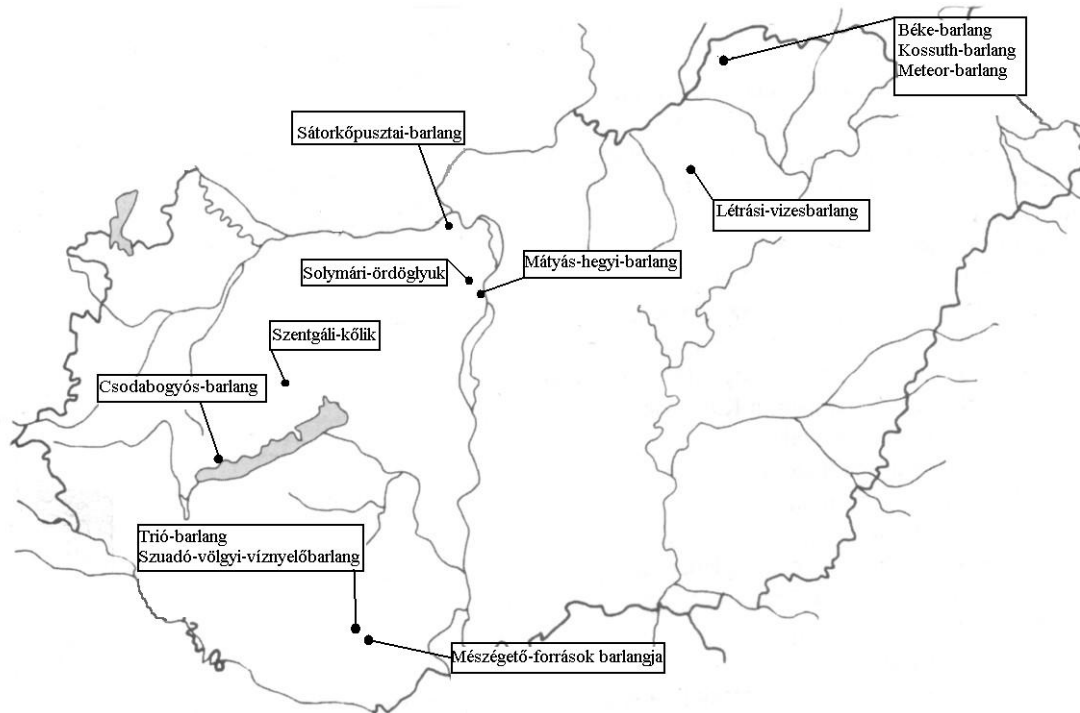 Béke-barlang
Kossuth-barlang
Meteor-barlang
Sátorkőpusztai-barlang
Létrási-vizesbarlang
Mátyás-hegyi-barlang
Solymári-ördöglyuk
Szentgáli-kőlik
Csodabogyós-barlang
Trió-barlang
Szuadó-völgyi-víznyelőbarlang
Mészégető-források barlangja